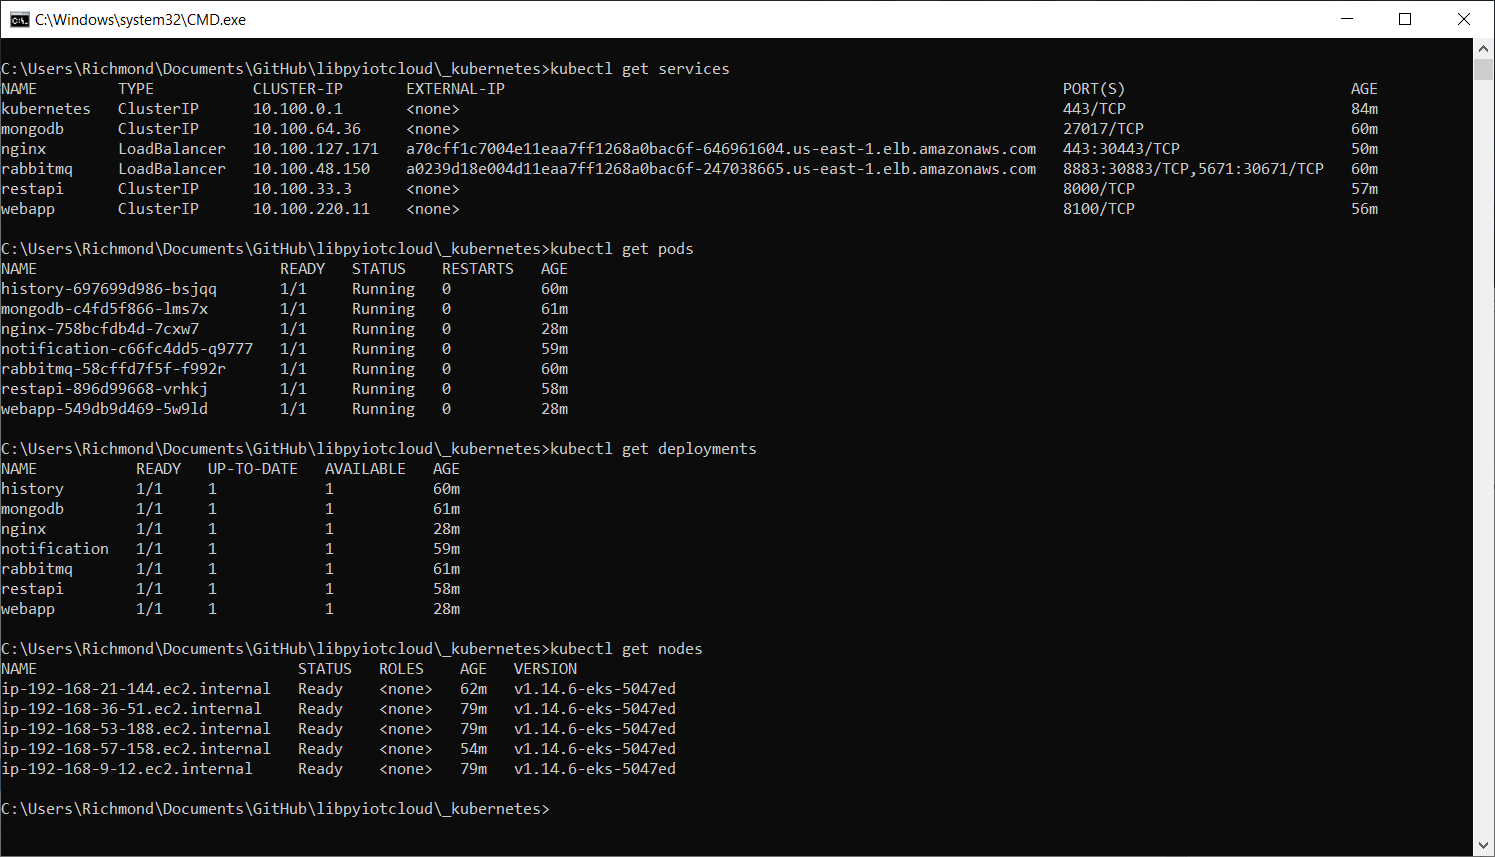 C:\Windows\system32\CMD.exe
C:\Users\Richmond\Documents\GitHub\libpyiotcloud\_kubernetes>kubectl get services
NAME         TYPE           CLUSTER-IP       EXTERNAL-IP                                                              PORT(S)                         AGE
kubernetes   ClusterIP      10.100.0.1       <none>                                                                   443/TCP                         84m
mongodb      ClusterIP      10.100.64.36     <none>                                                                   27017/TCP                       60m
nginx        LoadBalancer   10.100.127.171   a70cff1c7004e11eaa7ff1268a0bac6f-646961604.us-east-1.elb.amazonaws.com   443:30443/TCP                   50m
rabbitmq     LoadBalancer   10.100.48.150    a0239d18e004d11eaa7ff1268a0bac6f-247038665.us-east-1.elb.amazonaws.com   8883:30883/TCP,5671:30671/TCP   60m
restapi      ClusterIP      10.100.33.3      <none>                                                                   8000/TCP                        57m
webapp       ClusterIP      10.100.220.11    <none>                                                                   8100/TCP                        56m
C:\Users\Richmond\Documents\GitHub\libpyiotcloud\_kubernetes>kubectl get pods
NAME                           READY   STATUS    RESTARTS   AGE
history-697699d986-bsjqq       1/1     Running   0          60m
mongodb-c4fd5f866-lms7x        1/1     Running   0          61m
nginx-758bcfdb4d-7cxw7         1/1     Running   0          28m
notification-c66fc4dd5-q9777   1/1     Running   0          59m
rabbitmq-58cffd7f5f-f992r      1/1     Running   0          60m
restapi-896d99668-vrhkj        1/1     Running   0          58m
webapp-549db9d469-5w9ld        1/1     Running   0          28m
C:\Users\Richmond\Documents\GitHub\libpyiotcloud\_kubernetes>kubectl get deployments
NAME           READY   UP-TO-DATE   AVAILABLE   AGE
history        1/1     1            1           60m
mongodb        1/1     1            1           61m
nginx          1/1     1            1           28m
notification   1/1     1            1           59m
rabbitmq       1/1     1            1           61m
restapi        1/1     1            1           58m
webapp         1/1     1            1           28m
C:\Users\Richmond\Documents\GitHub\libpyiotcloud\_kubernetes>kubectl get nodes
NAME                             STATUS   ROLES    AGE   VERSION
ip-192-168-21-144.ec2.internal   Ready    <none>   62m   v1.14.6-eks-5047ed
ip-192-168-36-51.ec2.internal    Ready    <none>   79m   v1.14.6-eks-5047ed
ip-192-168-53-188.ec2.internal   Ready    <none>   79m   v1.14.6-eks-5047ed
ip-192-168-57-158.ec2.internal   Ready    <none>   54m   v1.14.6-eks-5047ed
ip-192-168-9-12.ec2.internal     Ready    <none>   79m   v1.14.6-eks-5047ed
C:\Users\Richmond\Documents\GitHub\libpyiotcloud\_kubernetes>